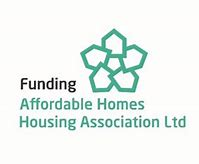 Funding
Affordable Homes
Housing Association Ltd